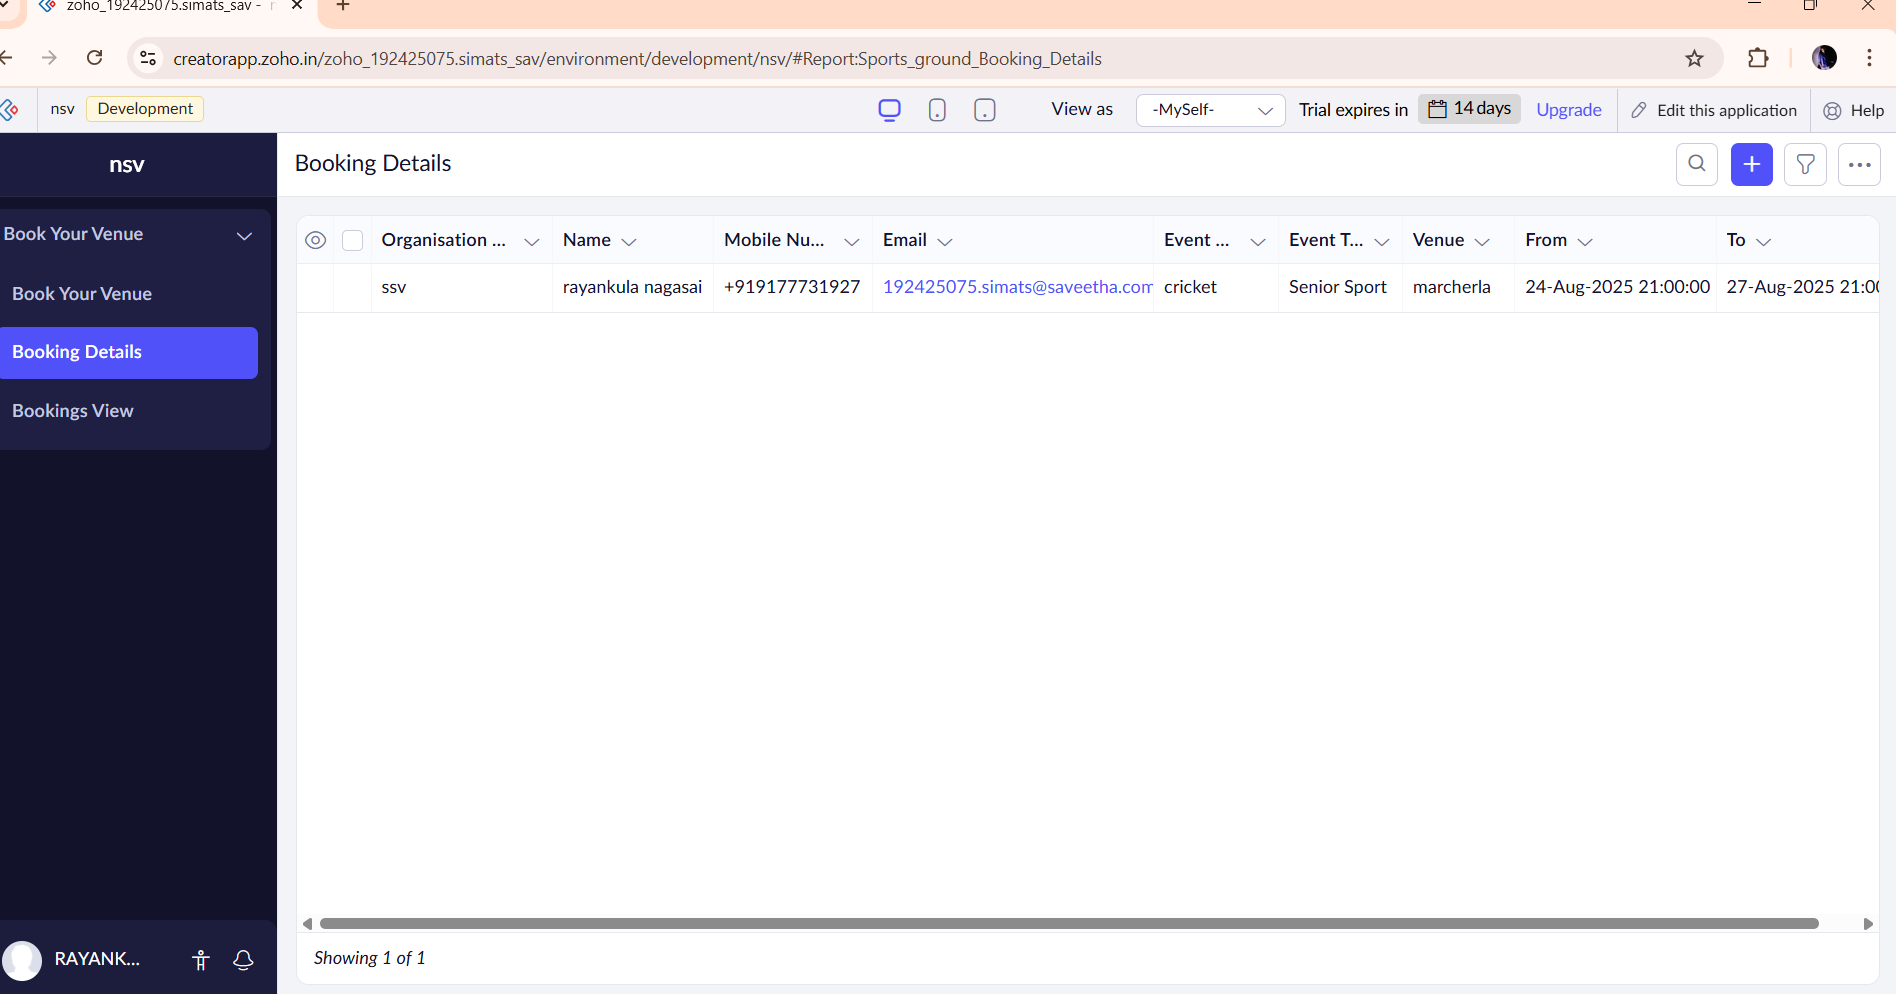 zoho_192425075.simats_sav -
creatorapp.zoho.in/zoho_192425075.simats_sav/environment/development/nsv/#Report:Sports_ground_Booking_Details
nsv Development View as -MySelf- Trial expires in 14 days Upgrade Edit this application Help
nsv
Book Your Venue
Book Your Venue
Booking Details
Bookings View
RAYANK...
Booking Details
Organisation ... Name Mobile Nu... Email Event ... Event T... Venue From To
ssv rayankula nagasai +919177731927 192425075.simats@saveetha.com cricket Senior Sport marcherla 24-Aug-2025 21:00:00 27-Aug-2025 21:00
Showing 1 of 1